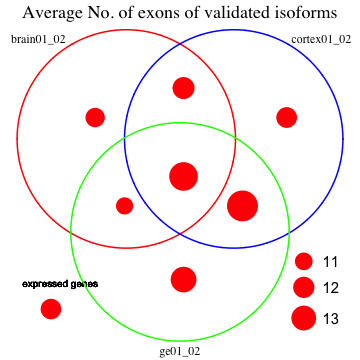 Average No. of exons of validated isoforms
brain01_02
cortex01_02
11
expressed genes
12
13
ge01_02